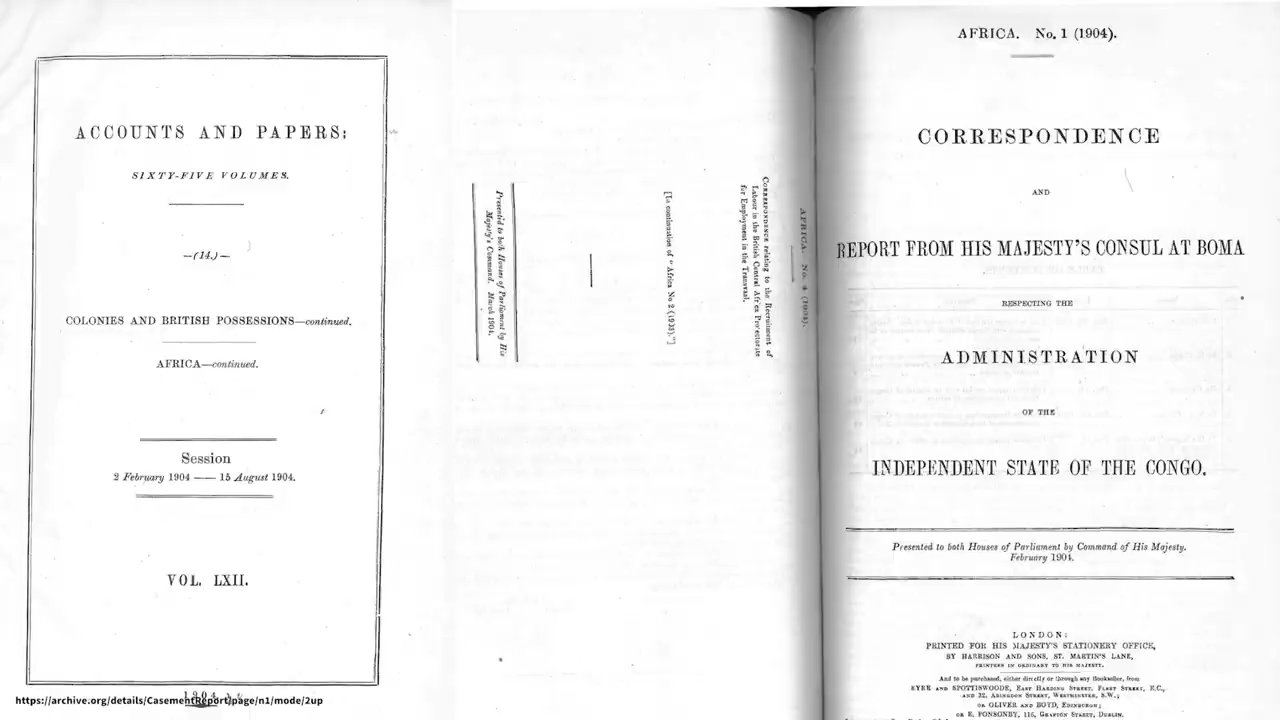 ACCOUNTS AND PAPERS:
SIXTY-FIVE VOLUMES.
—(14.)—
COLONIES AND BRITISH POSSESSIONS—continued.
AFRICA—continued.
Session
2 February 1904 —— 15 August 1904.
VOL. LXII.
1904
https://archive.org/details/CasementReport/page/n1/mode/2up
AFRICA. No. 4 (1904).
CORRESPONDENCE relating to the Recruitment of
Labour in the British Central Africa Protectorate
for Employment in the Transvaal.
[In continuation of "Africa No 2 (1903)."]
Presented to both Houses of Parliament by His
Majesty's Command. March 1904.
AFRICA. No. 1 (1904).
CORRESPONDENCE
AND
REPORT FROM HIS MAJESTY'S CONSUL AT BOMA
RESPECTING THE
ADMINISTRATION
OF THE
INDEPENDENT STATE OF THE CONGO.
Presented to both Houses of Parliament by Command of His Majesty.
February 1904.
LONDON:
PRINTED FOR HIS MAJESTY'S STATIONERY OFFICE,
BY HARRISON AND SONS, ST. MARTIN'S LANE,
PRINTERS IN ORDINARY TO HIS MAJESTY.
And to be purchased, either directly or through any Bookseller, from
EYRE AND SPOTTISWOODE, EAST HARDING STREET, FLEET STREET, E.C.,
AND 32, ABINGDON STREET, WESTMINSTER, S.W.;
OR OLIVER AND BOYD, EDINBURGH;
OR E. PONSONBY, 116, GRAFTON STREET, DUBLIN.